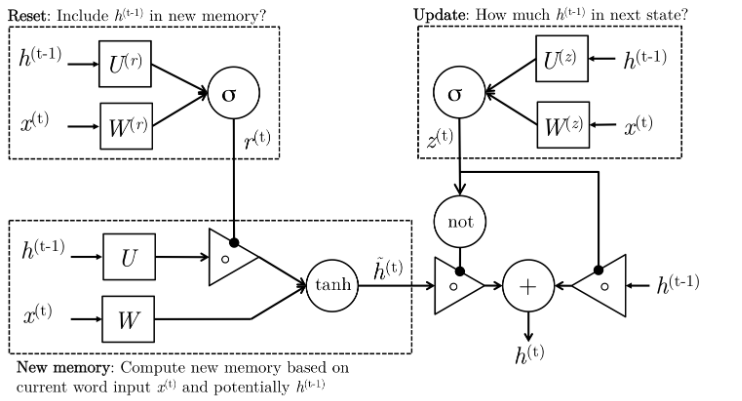 Reset: Include h⁽ᵗ⁻¹⁾ in new memory?
Update: How much h⁽ᵗ⁻¹⁾ in next state?
h(t-1)
U(r)
x(t)
W(r)
σ
r(t)
U(z)
h(t-1)
W(z)
x(t)
σ
z(t)
not
h(t-1)
U
x(t)
W
tanh
h̃(t)
+
h(t-1)
h(t)
New memory: Compute new memory based on
current word input x⁽ᵗ⁾ and potentially h⁽ᵗ⁻¹⁾